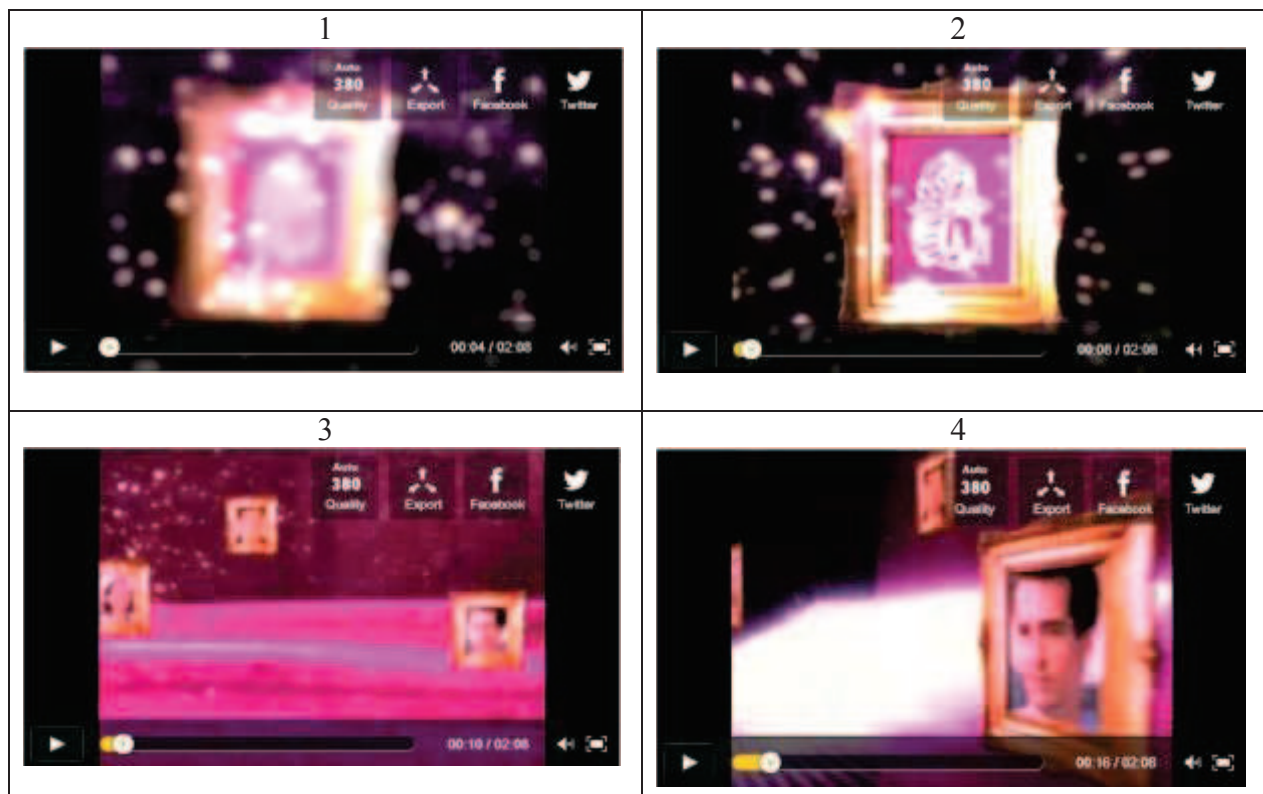 1
Auto
380
Quality
Export
Facebook
Twitter
00:04 / 02:08
2
Auto
380
Quality
Export
Facebook
Twitter
00:08 / 02:08
3
Auto
380
Quality
Export
Facebook
Twitter
00:10 / 02:08
4
Auto
380
Quality
Export
Facebook
Twitter
00:16 / 02:08